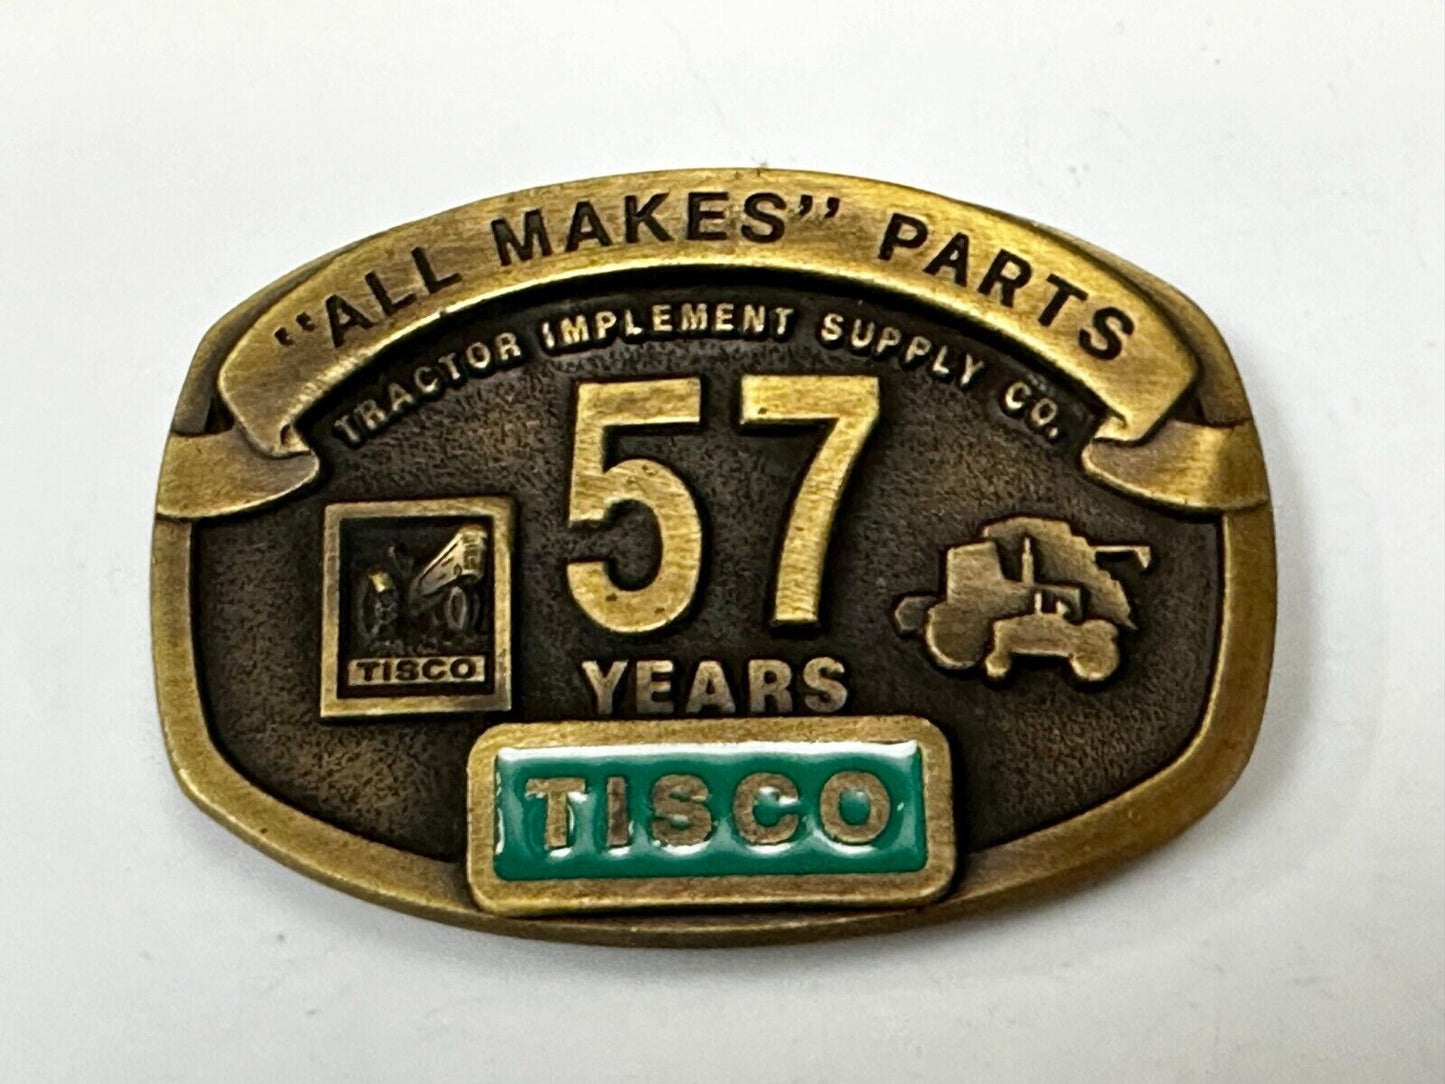 "ALL MAKES" PARTS
TRACTOR IMPLEMENT SUPPLY CO.
57
YEARS
TISCO
TISCO